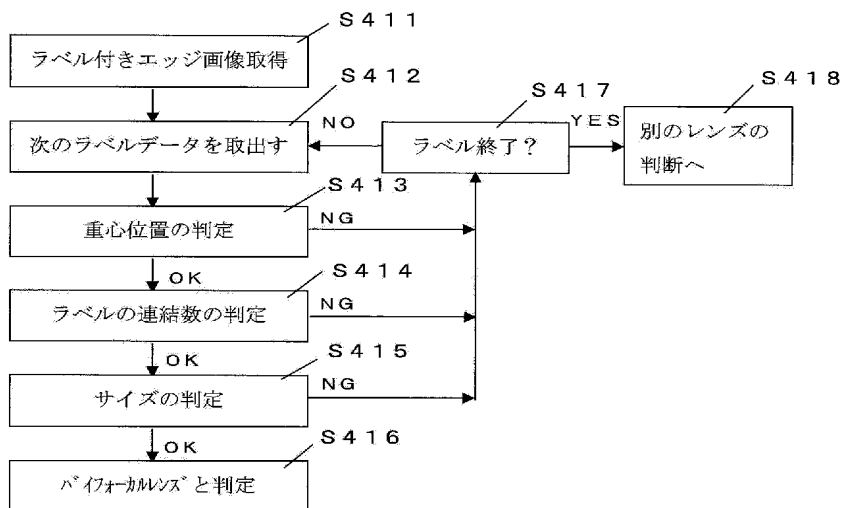 S411
ラベル付きエッジ画像取得
S412
次のラベルデータを取出す
NO
S417
ラベル終了?
YES
S418
別のレンズの
判断へ
S413
重心位置の判定
NG
OK
S414
ラベルの連結数の判定
NG
OK
S415
サイズの判定
NG
OK
S416
バイフォーカルレンズと判定